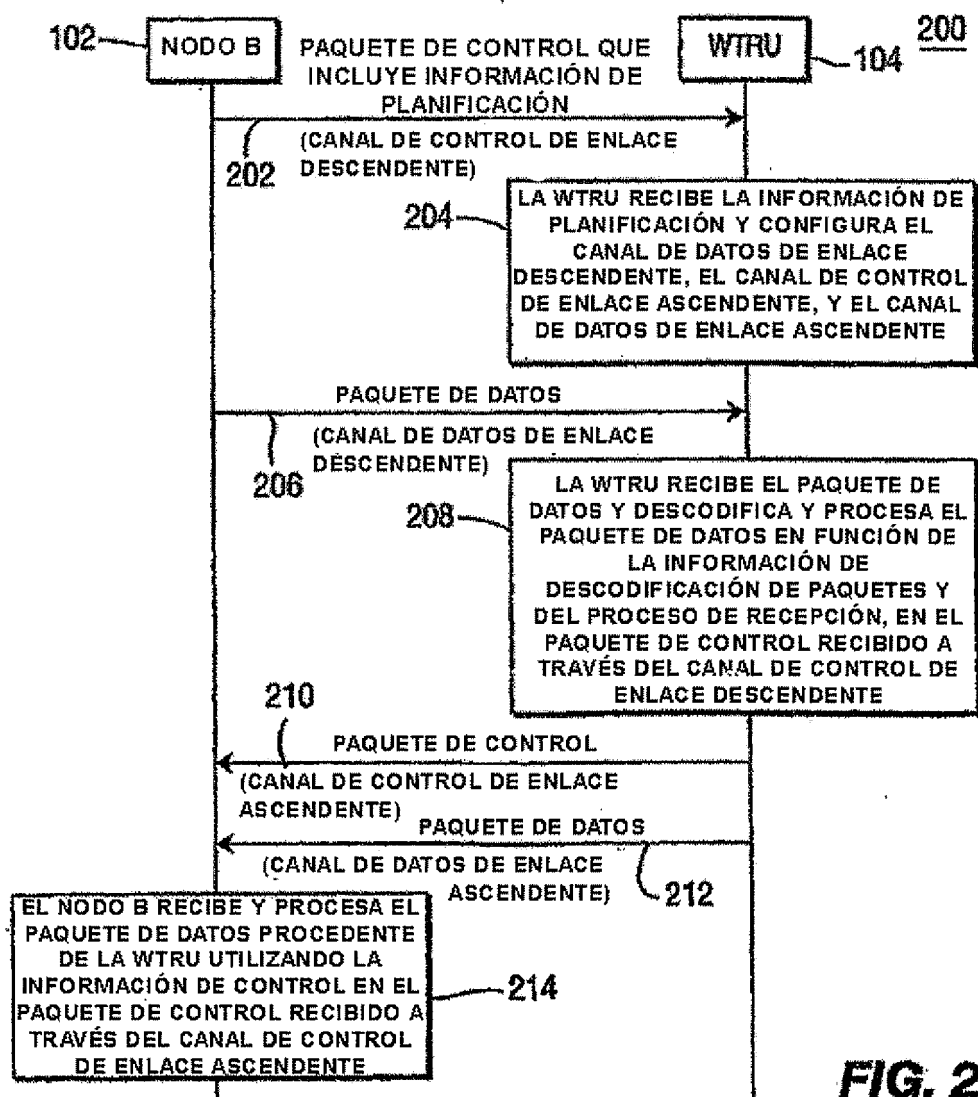 102
NODO B
PAQUETE DE CONTROL QUE
INCLUYE INFORMACIÓN DE
PLANIFICACIÓN
WTRU
104
200
(CANAL DE CONTROL DE ENLACE
DESCENDENTE)
202
204
LA WTRU RECIBE LA INFORMACIÓN DE
PLANIFICACIÓN Y CONFIGURA EL
CANAL DE DATOS DE ENLACE
DESCENDENTE, EL CANAL DE CONTROL
DE ENLACE ASCENDENTE, Y EL CANAL
DE DATOS DE ENLACE ASCENDENTE
PAQUETE DE DATOS
(CANAL DE DATOS DE ENLACE
DESCENDENTE)
206
208
LA WTRU RECIBE EL PAQUETE DE
DATOS Y DESCODIFICA Y PROCESA EL
PAQUETE DE DATOS EN FUNCIÓN DE
LA INFORMACIÓN DE
DESCODIFICACIÓN DE PAQUETES Y
DEL PROCESO DE RECEPCIÓN, EN EL
PAQUETE DE CONTROL RECIBIDO A
TRAVÉS DEL CANAL DE CONTROL DE
ENLACE DESCENDENTE
210
PAQUETE DE CONTROL
(CANAL DE CONTROL DE ENLACE
ASCENDENTE)
PAQUETE DE DATOS
(CANAL DE DATOS DE ENLACE
ASCENDENTE)
212
EL NODO B RECIBE Y PROCESA EL
PAQUETE DE DATOS PROCEDENTE
DE LA WTRU UTILIZANDO LA
INFORMACIÓN DE CONTROL EN EL
PAQUETE DE CONTROL RECIBIDO A
TRAVÉS DEL CANAL DE CONTROL
DE ENLACE ASCENDENTE
214
FIG. 2